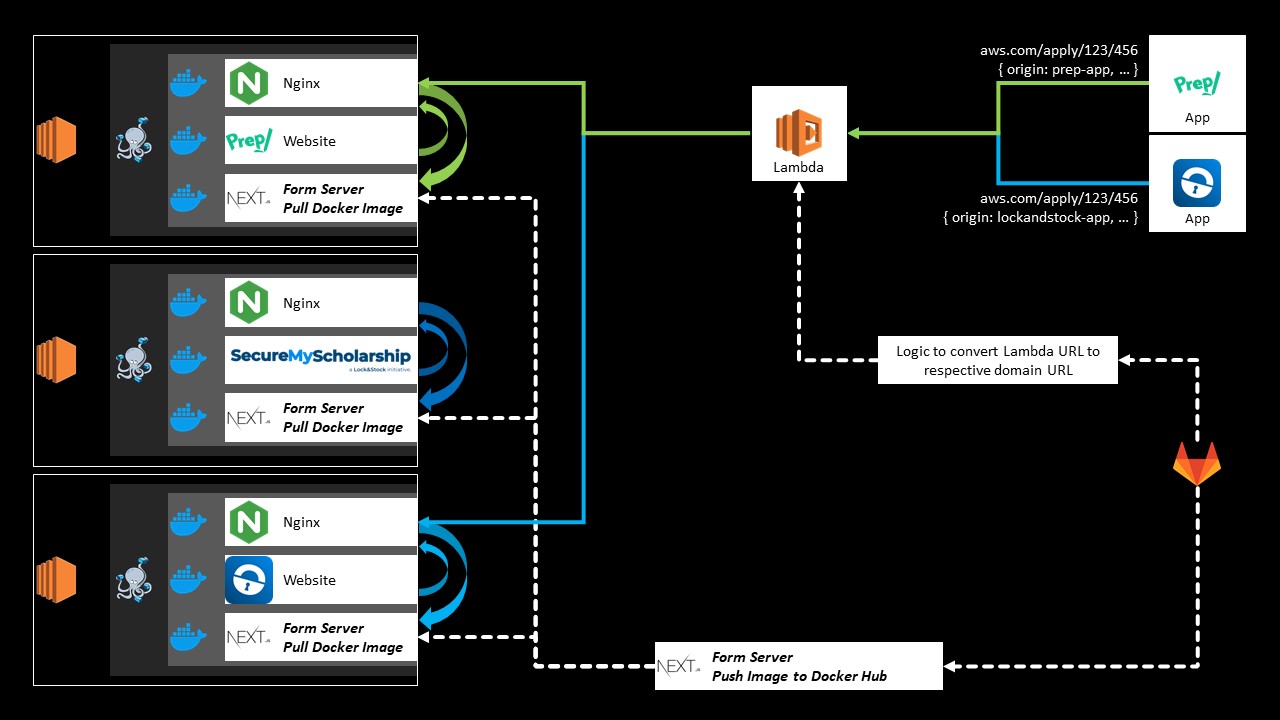 Nginx
Prep/
Website
NEXT.JS
Form Server
Pull Docker Image
Nginx
SecureMyScholarship
a Lock&Stock initiative.
NEXT.JS
Form Server
Pull Docker Image
Nginx
Website
NEXT.JS
Form Server
Pull Docker Image
Lambda
aws.com/apply/123/456
{ origin: prep-app, … }
Prep/
App
aws.com/apply/123/456
{ origin: lockandstock-app, … }
App
Logic to convert Lambda URL to
respective domain URL
NEXT.JS
Form Server
Push Image to Docker Hub